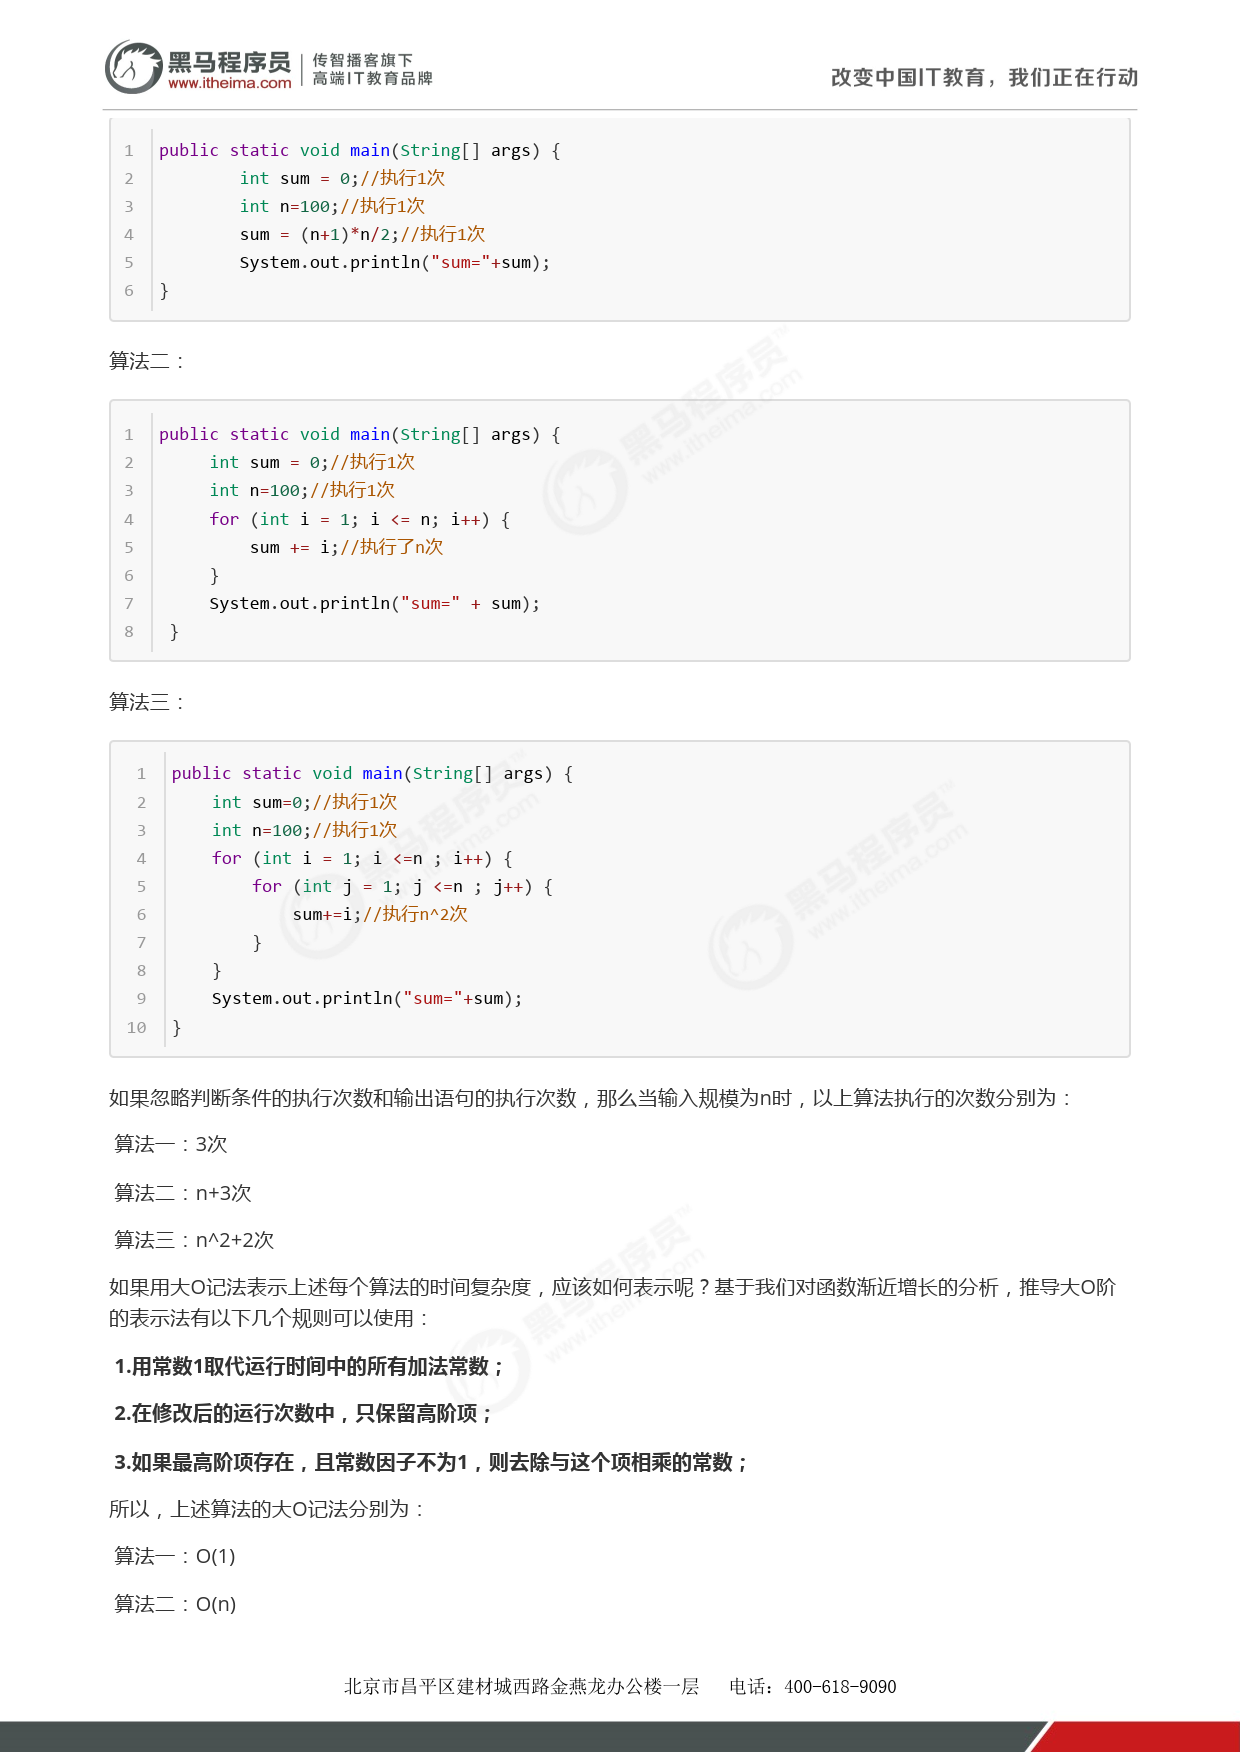 黑马程序员
www.itheima.com
传智播客旗下
高端IT教育品牌
改变中国IT教育，我们正在行动
1 public static void main(String[] args) {
2         int sum = 0;//执行1次
3         int n=100;//执行1次
4         sum = (n+1)*n/2;//执行1次
5         System.out.println("sum="+sum);
6 }
算法二：
1 public static void main(String[] args) {
2      int sum = 0;//执行1次
3      int n=100;//执行1次
4      for (int i = 1; i <= n; i++) {
5          sum += i;//执行了n次
6      }
7      System.out.println("sum=" + sum);
8  }
算法三：
1 public static void main(String[] args) {
2     int sum=0;//执行1次
3     int n=100;//执行1次
4     for (int i = 1; i <=n ; i++) {
5         for (int j = 1; j <=n ; j++) {
6             sum+=i;//执行n^2次
7         }
8     }
9     System.out.println("sum="+sum);
10 }
如果忽略判断条件的执行次数和输出语句的执行次数，那么当输入规模为n时，以上算法执行的次数分别为：
算法一：3次
算法二：n+3次
算法三：n^2+2次
如果用大O记法表示上述每个算法的时间复杂度，应该如何表示呢？基于我们对函数渐近增长的分析，推导大O阶
的表示法有以下几个规则可以使用：
1.用常数1取代运行时间中的所有加法常数；
2.在修改后的运行次数中，只保留高阶项；
3.如果最高阶项存在，且常数因子不为1，则去除与这个项相乘的常数；
所以，上述算法的大O记法分别为：
算法一：O(1)
算法二：O(n)
北京市昌平区建材城西路金燕龙办公楼一层 电话：400-618-9090